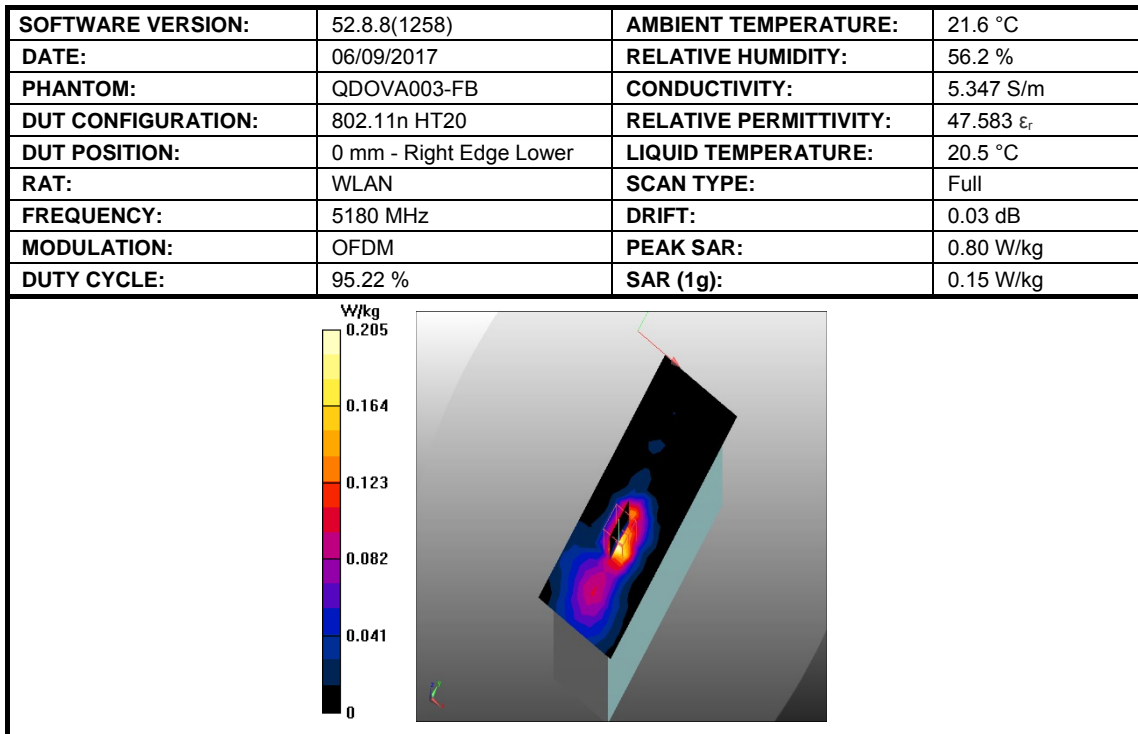 SOFTWARE VERSION: 52.8.8(1258) AMBIENT TEMPERATURE: 21.6 °C
DATE: 06/09/2017 RELATIVE HUMIDITY: 56.2 %
PHANTOM: QDOVA003-FB CONDUCTIVITY: 5.347 S/m
DUT CONFIGURATION: 802.11n HT20 RELATIVE PERMITTIVITY: 47.583 εr
DUT POSITION: 0 mm - Right Edge Lower LIQUID TEMPERATURE: 20.5 °C
RAT: WLAN SCAN TYPE: Full
FREQUENCY: 5180 MHz DRIFT: 0.03 dB
MODULATION: OFDM PEAK SAR: 0.80 W/kg
DUTY CYCLE: 95.22 % SAR (1g): 0.15 W/kg
W/kg
0.205
0.164
0.123
0.082
0.041
0